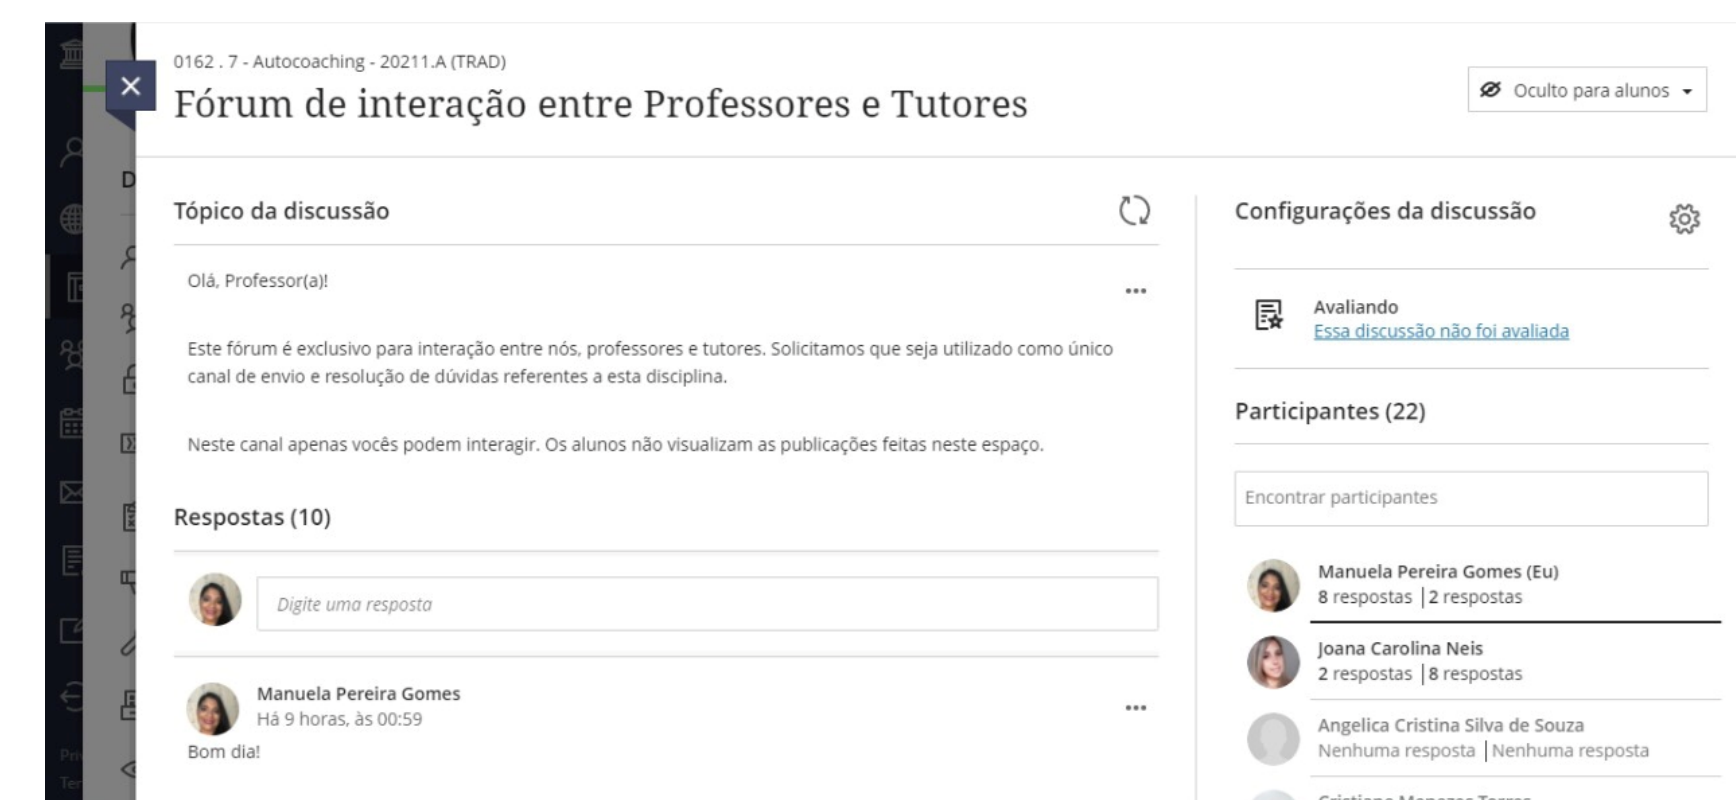 0162 . 7 - Autocoaching - 20211.A (TRAD)
Fórum de interação entre Professores e Tutores
Oculto para alunos
Tópico da discussão
Olá, Professor(a)!
Este fórum é exclusivo para interação entre nós, professores e tutores. Solicitamos que seja utilizado como único
canal de envio e resolução de dúvidas referentes a esta disciplina.
Neste canal apenas vocês podem interagir. Os alunos não visualizam as publicações feitas neste espaço.
Respostas (10)
Digite uma resposta
Manuela Pereira Gomes
Há 9 horas, às 00:59
Bom dia!
Configurações da discussão
Avaliando
Essa discussão não foi avaliada
Participantes (22)
Encontrar participantes
Manuela Pereira Gomes (Eu)
8 respostas | 2 respostas
Joana Carolina Neis
2 respostas | 8 respostas
Angelica Cristina Silva de Souza
Nenhuma resposta | Nenhuma resposta